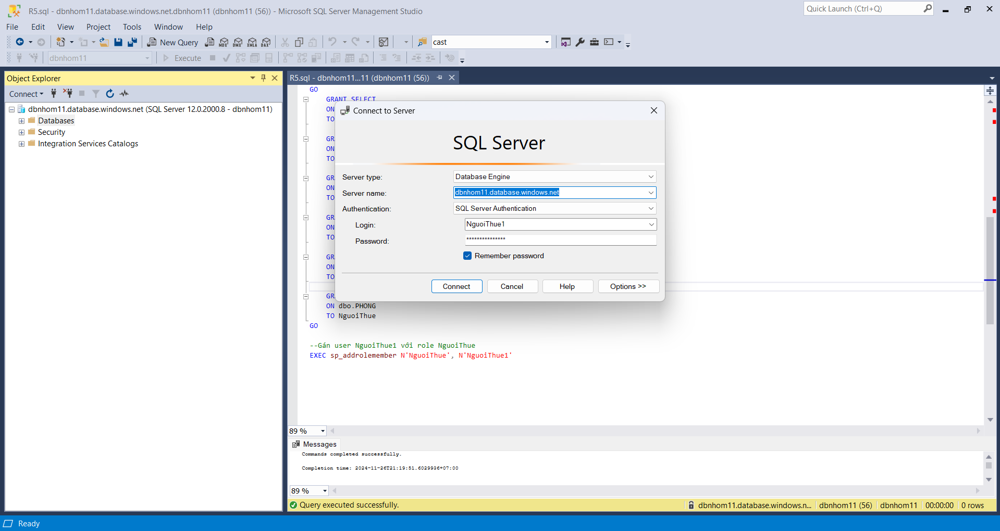 R5.sql - dbnhom11.database.windows.net.dbnhom11 (dbnhom11 (56)) - Microsoft SQL Server Management Studio
Quick Launch (Ctrl+Q)
File Edit View Project Tools Window Help
New Query MDX DMX XMLA DAX cast
dbnhom11 Execute
Object Explorer
Connect
dbnhom11.database.windows.net (SQL Server 12.0.2000.8 - dbnhom11)
Databases
Security
Integration Services Catalogs
R5.sql - dbnhom11...11 (dbnhom11 (56))
GO
GRANT SELECT
ON
TO
GR
ON
TO
GR
ON
TO
GR
ON
TO
GR
ON
TO
GR
ON dbo.PHONG
TO NguoiThue
GO
--Gán user NguoiThue1 với role NguoiThue
EXEC sp_addrolemember N'NguoiThue', N'NguoiThue1'
Connect to Server
SQL Server
Server type: Database Engine
Server name: dbnhom11.database.windows.net
Authentication: SQL Server Authentication
Login: NguoiThue1
Password: ***************
Remember password
Connect Cancel Help Options >>
89 %
Messages
Commands completed successfully.
Completion time: 2024-11-26T21:19:51.6029936+07:00
89 %
Query executed successfully. dbnhom11.database.windows.n... dbnhom11 (56) dbnhom11 00:00:00 0 rows
Ready